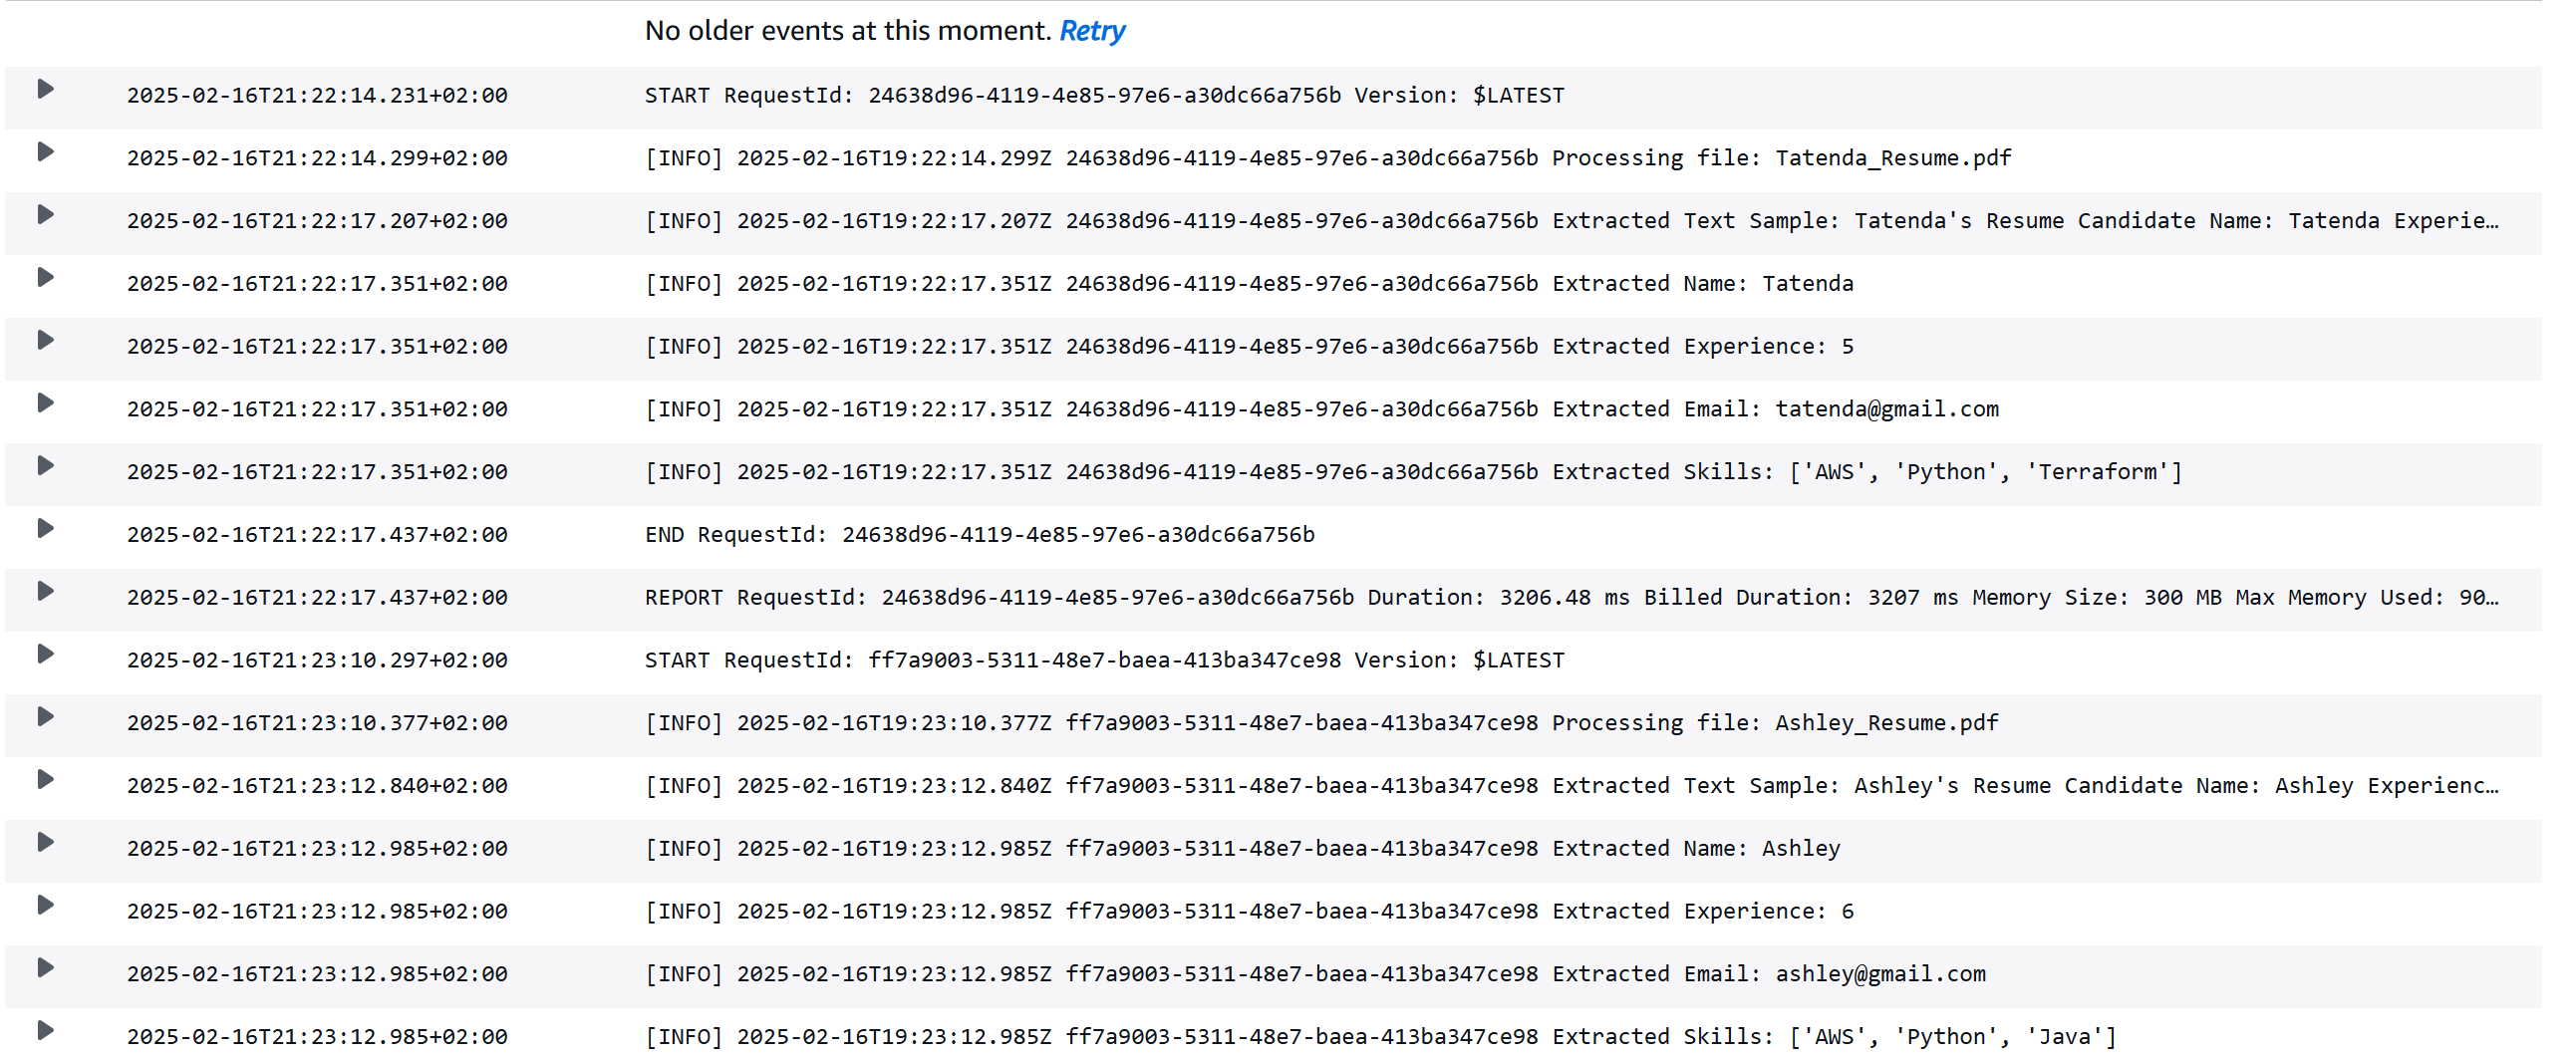 No older events at this moment. Retry
2025-02-16T21:22:14.231+02:00 START RequestId: 24638d96-4119-4e85-97e6-a30dc66a756b Version: $LATEST
2025-02-16T21:22:14.299+02:00 [INFO] 2025-02-16T19:22:14.299Z 24638d96-4119-4e85-97e6-a30dc66a756b Processing file: Tatenda_Resume.pdf
2025-02-16T21:22:17.207+02:00 [INFO] 2025-02-16T19:22:17.207Z 24638d96-4119-4e85-97e6-a30dc66a756b Extracted Text Sample: Tatenda's Resume Candidate Name: Tatenda Experie…
2025-02-16T21:22:17.351+02:00 [INFO] 2025-02-16T19:22:17.351Z 24638d96-4119-4e85-97e6-a30dc66a756b Extracted Name: Tatenda
2025-02-16T21:22:17.351+02:00 [INFO] 2025-02-16T19:22:17.351Z 24638d96-4119-4e85-97e6-a30dc66a756b Extracted Experience: 5
2025-02-16T21:22:17.351+02:00 [INFO] 2025-02-16T19:22:17.351Z 24638d96-4119-4e85-97e6-a30dc66a756b Extracted Email: tatenda@gmail.com
2025-02-16T21:22:17.351+02:00 [INFO] 2025-02-16T19:22:17.351Z 24638d96-4119-4e85-97e6-a30dc66a756b Extracted Skills: ['AWS', 'Python', 'Terraform']
2025-02-16T21:22:17.437+02:00 END RequestId: 24638d96-4119-4e85-97e6-a30dc66a756b
2025-02-16T21:22:17.437+02:00 REPORT RequestId: 24638d96-4119-4e85-97e6-a30dc66a756b Duration: 3206.48 ms Billed Duration: 3207 ms Memory Size: 300 MB Max Memory Used: 90…
2025-02-16T21:23:10.297+02:00 START RequestId: ff7a9003-5311-48e7-baea-413ba347ce98 Version: $LATEST
2025-02-16T21:23:10.377+02:00 [INFO] 2025-02-16T19:23:10.377Z ff7a9003-5311-48e7-baea-413ba347ce98 Processing file: Ashley_Resume.pdf
2025-02-16T21:23:12.840+02:00 [INFO] 2025-02-16T19:23:12.840Z ff7a9003-5311-48e7-baea-413ba347ce98 Extracted Text Sample: Ashley's Resume Candidate Name: Ashley Experienc…
2025-02-16T21:23:12.985+02:00 [INFO] 2025-02-16T19:23:12.985Z ff7a9003-5311-48e7-baea-413ba347ce98 Extracted Name: Ashley
2025-02-16T21:23:12.985+02:00 [INFO] 2025-02-16T19:23:12.985Z ff7a9003-5311-48e7-baea-413ba347ce98 Extracted Experience: 6
2025-02-16T21:23:12.985+02:00 [INFO] 2025-02-16T19:23:12.985Z ff7a9003-5311-48e7-baea-413ba347ce98 Extracted Email: ashley@gmail.com
2025-02-16T21:23:12.985+02:00 [INFO] 2025-02-16T19:23:12.985Z ff7a9003-5311-48e7-baea-413ba347ce98 Extracted Skills: ['AWS', 'Python', 'Java']